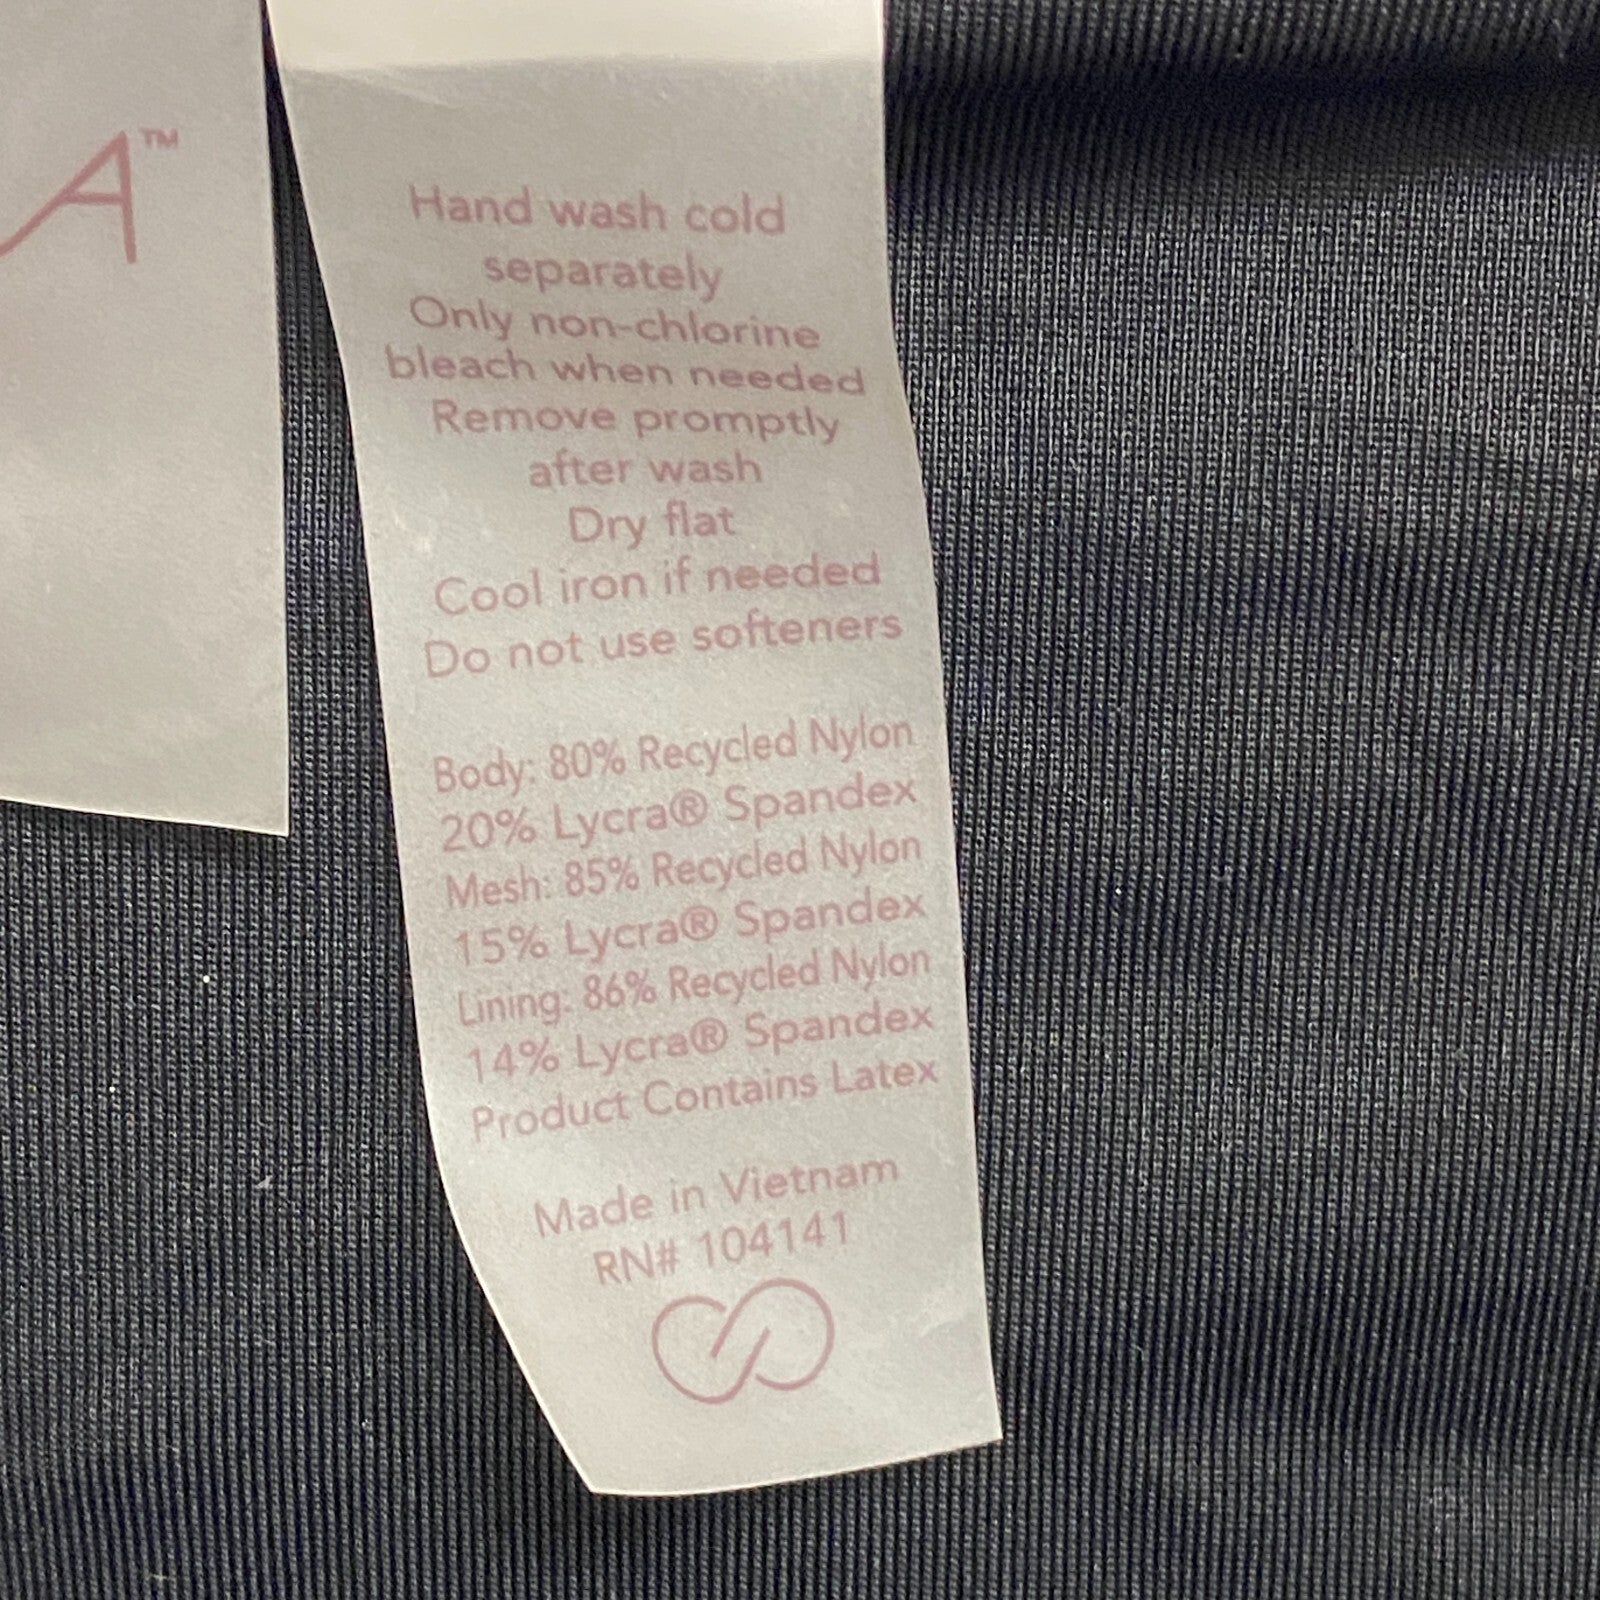 A™
Hand wash cold
separately
Only non-chlorine
bleach when needed
Remove promptly
after wash
Dry flat
Cool iron if needed
Do not use softeners
Body: 80% Recycled Nylon
20% Lycra® Spandex
Mesh: 85% Recycled Nylon
15% Lycra® Spandex
Lining: 86% Recycled Nylon
14% Lycra® Spandex
Product Contains Latex
Made in Vietnam
RN# 104141